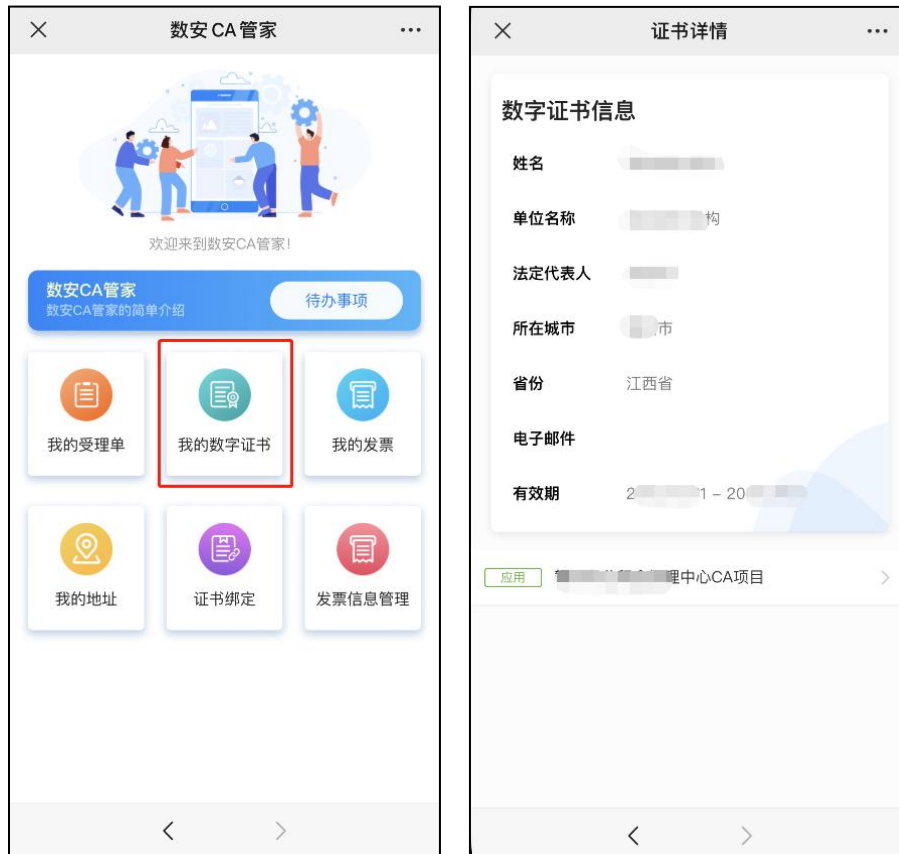 数安CA管家
欢迎来到数安CA管家!
数安CA管家
数安CA管家的简单介绍
待办事项
我的受理单
我的数字证书
我的发票
我的地址
证书绑定
发票信息管理
证书详情
数字证书信息
姓名
单位名称 构
法定代表人
所在城市 市
省份 江西省
电子邮件
有效期 2 1 – 20
应用 理中心CA项目